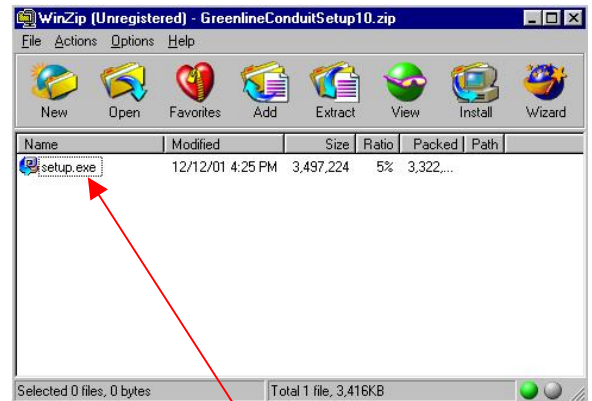 WinZip (Unregistered) - GreenlineConduitSetup10.zip
File Actions Options Help
New Open Favorites Add Extract View Install Wizard
Name Modified Size Ratio Packed Path
setup.exe 12/12/01 4:25 PM 3,497,224 5% 3,322,...
Selected 0 files, 0 bytes Total 1 file, 3,416KB